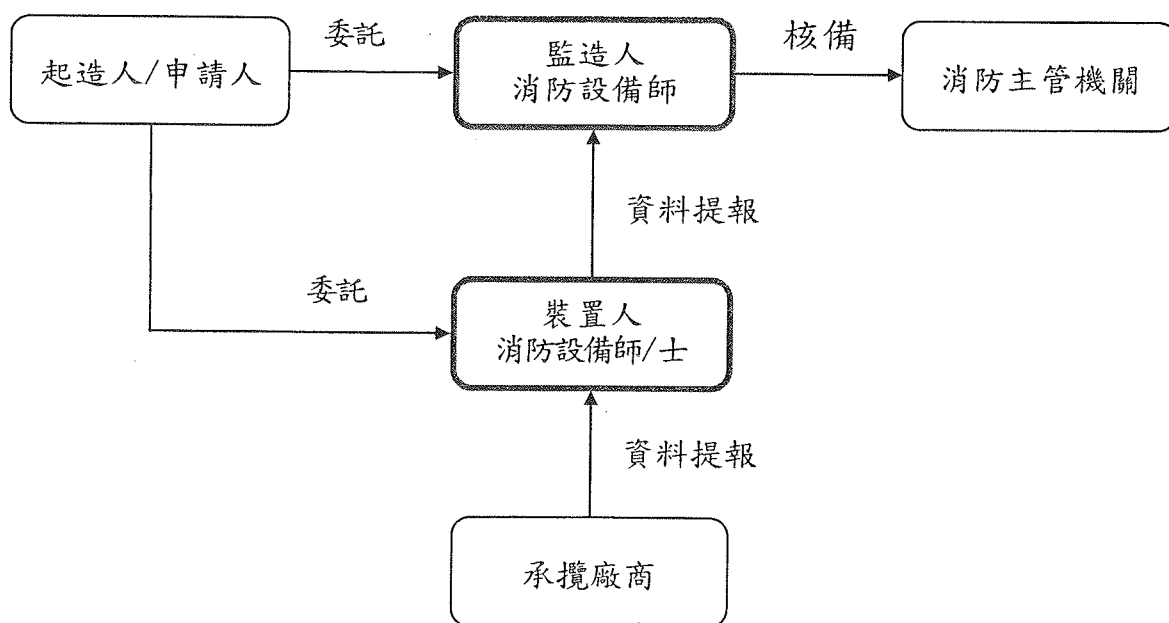 委託
核備
起造人/申請人
監造人
消防設備師
消防主管機關
資料提報
委託
裝置人
消防設備師/士
資料提報
承攬廠商